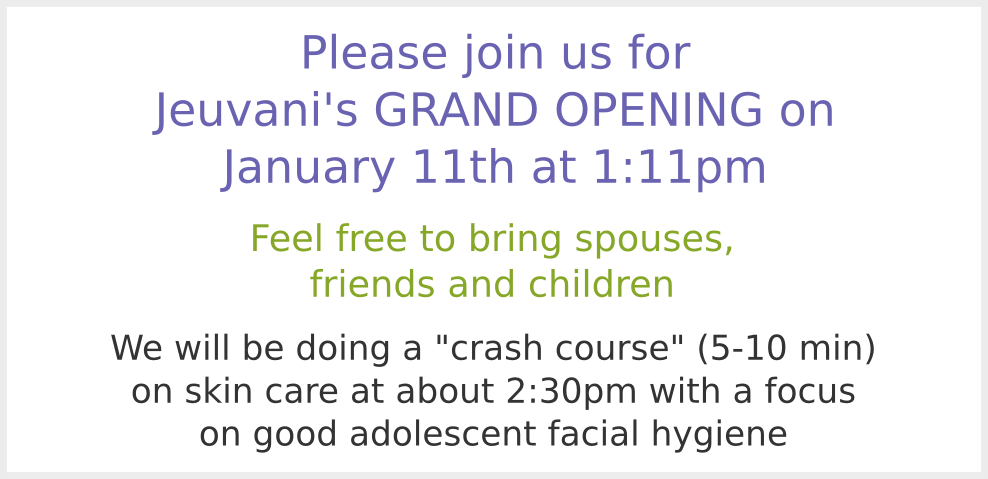 Please join us for
Jeuvani's GRAND OPENING on
January 11th at 1:11pm
Feel free to bring spouses,
friends and children
We will be doing a "crash course" (5-10 min)
on skin care at about 2:30pm with a focus
on good adolescent facial hygiene